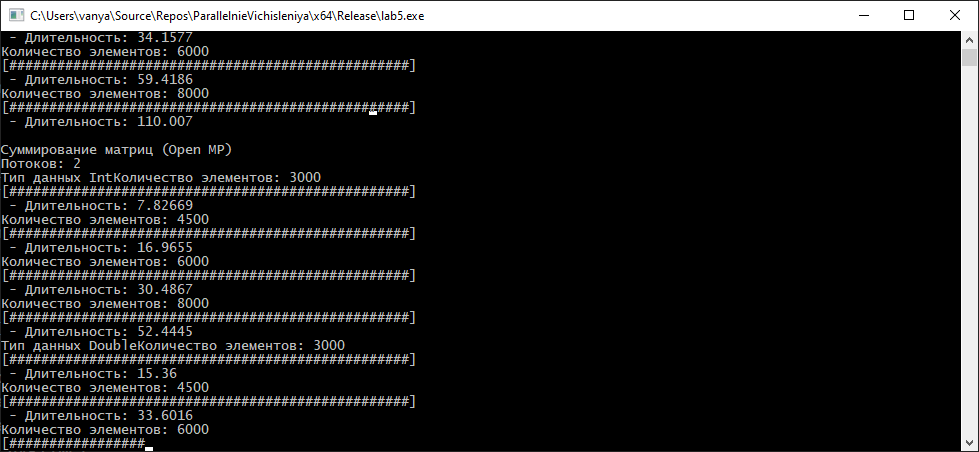 C:\Users\vanya\Source\Repos\ParallelnieVichisleniya\x64\Release\lab5.exe
- Длительность: 34.1577
Количество элементов: 6000
[##################################################]
- Длительность: 59.4186
Количество элементов: 8000
[##################################################]
- Длительность: 110.007
Суммирование матриц (Open MP)
Потоков: 2
Тип данных IntКоличество элементов: 3000
[##################################################]
- Длительность: 7.82669
Количество элементов: 4500
[##################################################]
- Длительность: 16.9655
Количество элементов: 6000
[##################################################]
- Длительность: 30.4867
Количество элементов: 8000
[##################################################]
- Длительность: 52.4445
Тип данных DoubleКоличество элементов: 3000
[##################################################]
- Длительность: 15.36
Количество элементов: 4500
[##################################################]
- Длительность: 33.6016
Количество элементов: 6000
[#################